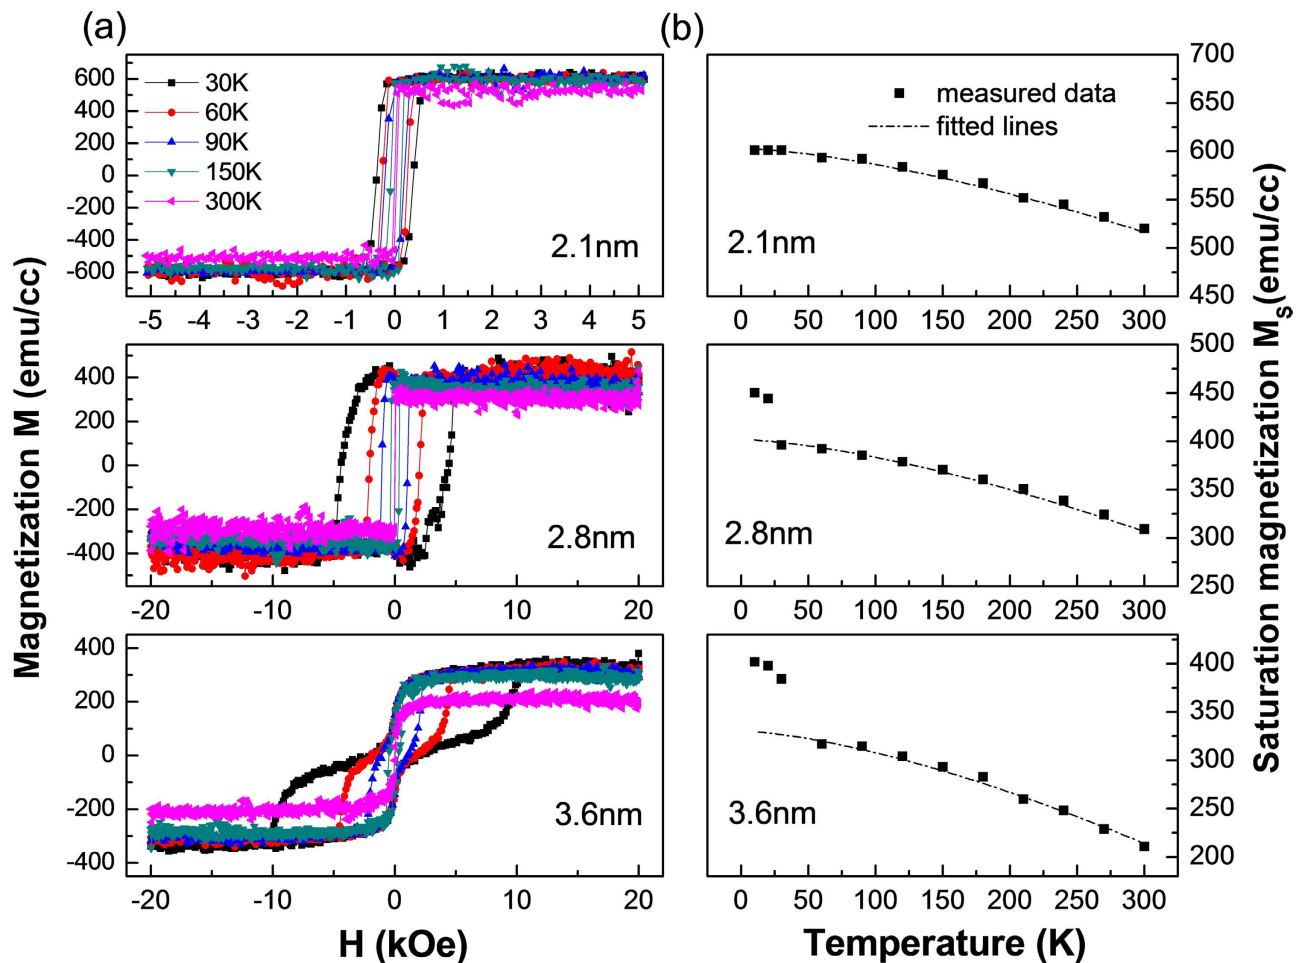 (a)
(b)
Magnetization M (emu/cc)
600
400
200
0
-200
-400
-600
30K
60K
90K
150K
300K
2.1nm
-5 -4 -3 -2 -1 0 1 2 3 4 5
400
200
0
-200
-400
2.8nm
-20 -10 0 10 20
400
200
0
-200
-400
3.6nm
-20 -10 0 10 20
H (kOe)
measured data
fitted lines
2.1nm
700
650
600
550
500
450
0 50 100 150 200 250 300
2.8nm
500
450
400
350
300
250
0 50 100 150 200 250 300
3.6nm
400
350
300
250
200
0 50 100 150 200 250 300
Temperature (K)
Saturation magnetization Ms(emu/cc)